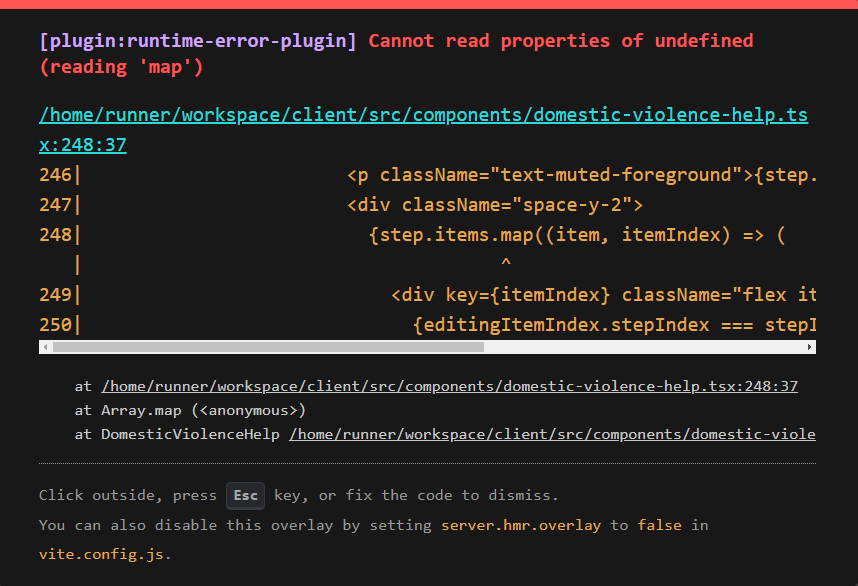 [plugin:runtime-error-plugin] Cannot read properties of undefined
(reading 'map')
/home/runner/workspace/client/src/components/domestic-violence-help.ts
x:248:37
246|                        <p className="text-muted-foreground">{step.
247|                        <div className="space-y-2">
248|                          {step.items.map((item, itemIndex) => (
   |                                      ^
249|                            <div key={itemIndex} className="flex it
250|                              {editingItemIndex.stepIndex === stepI
at /home/runner/workspace/client/src/components/domestic-violence-help.tsx:248:37
at Array.map (<anonymous>)
at DomesticViolenceHelp /home/runner/workspace/client/src/components/domestic-viole
Click outside, press Esc key, or fix the code to dismiss.
You can also disable this overlay by setting server.hmr.overlay to false in
vite.config.js.